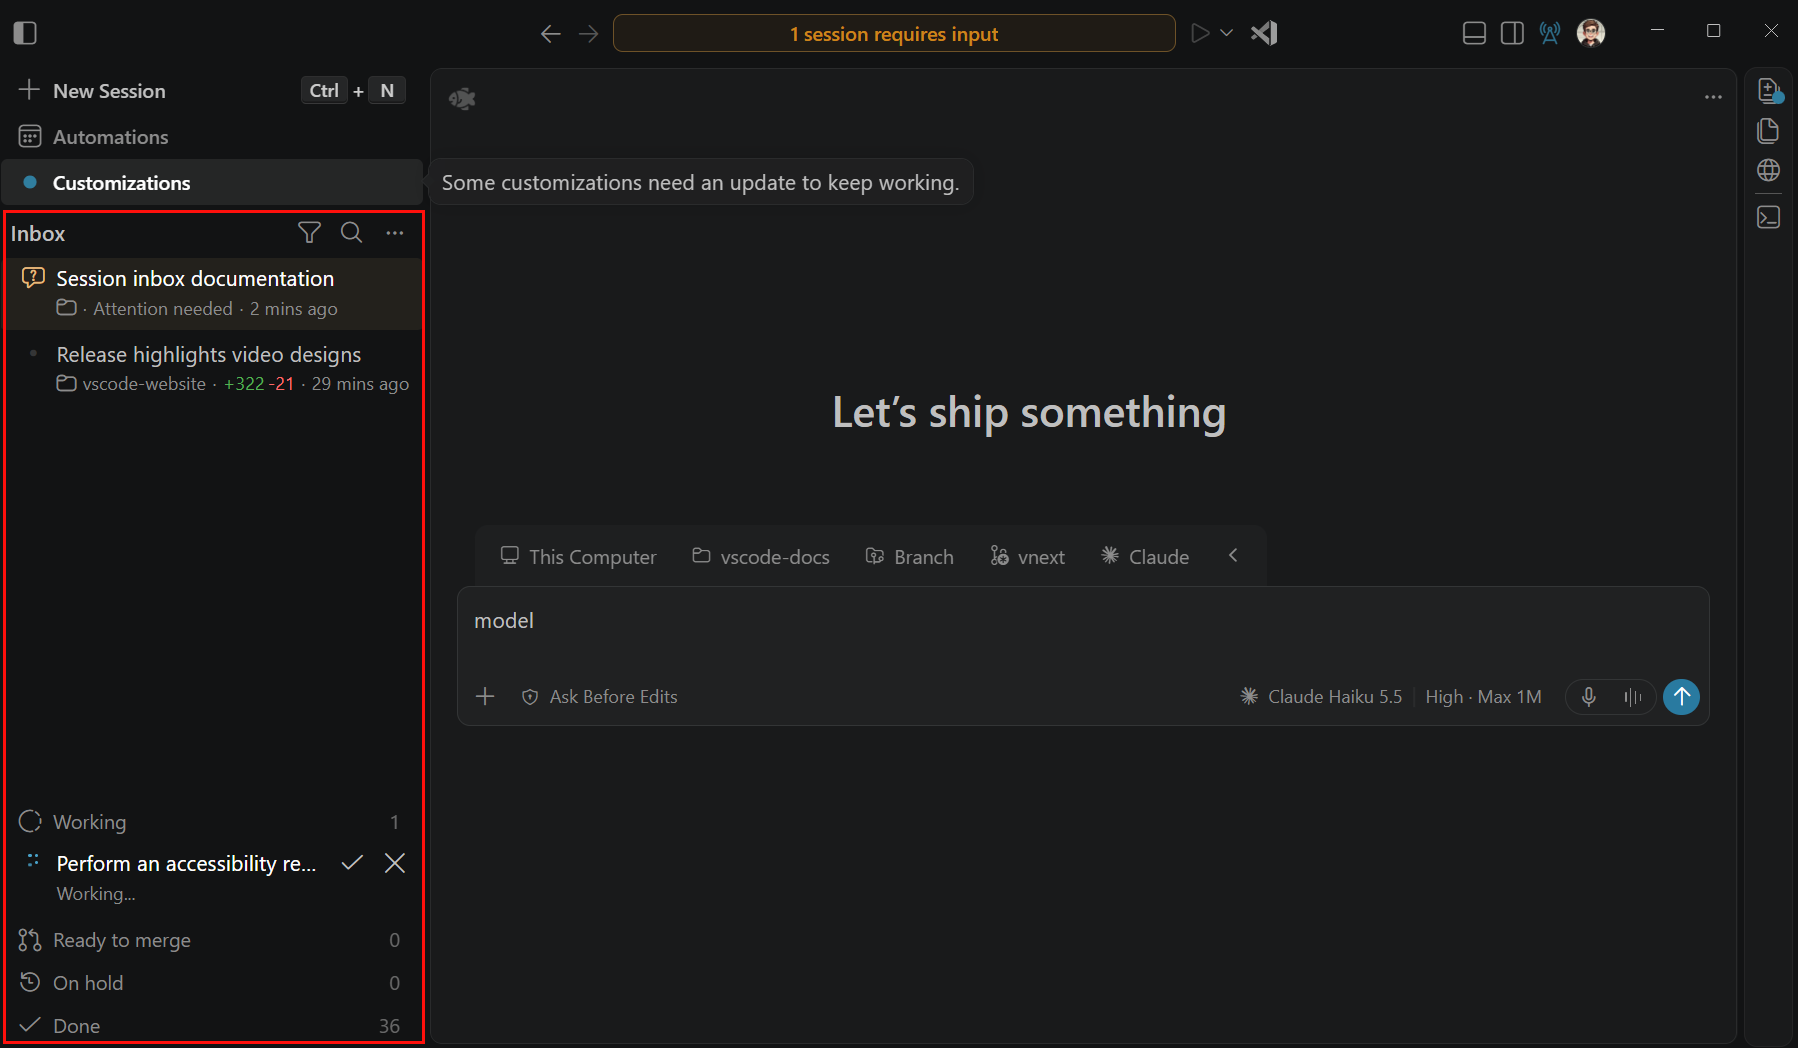 1 session requires input
New Session Ctrl + N
Automations
Customizations
Some customizations need an update to keep working.
Inbox
Session inbox documentation
· Attention needed · 2 mins ago
Release highlights video designs
vscode-website · +322 -21 · 29 mins ago
Let's ship something
This Computer vscode-docs Branch vnext Claude
model
Ask Before Edits Claude Haiku 5.5 High · Max 1M
Working 1
Perform an accessibility re...
Working...
Ready to merge 0
On hold 0
Done 36